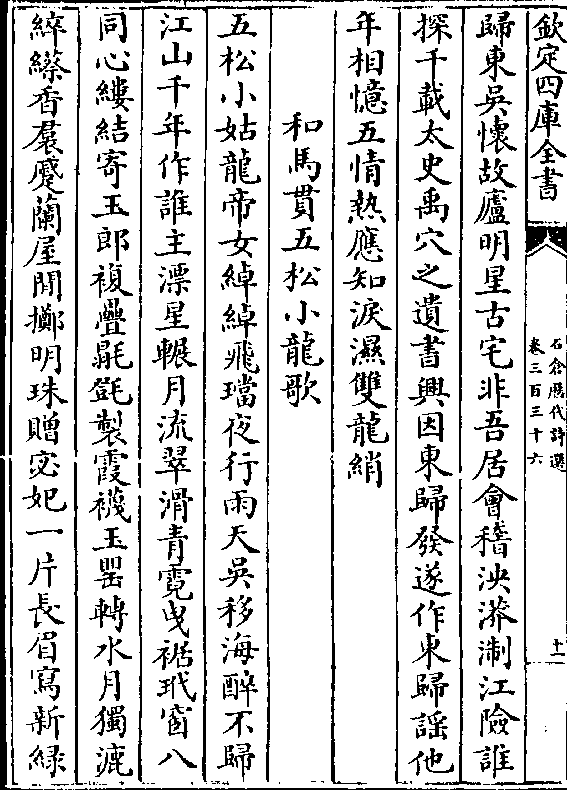 欽定四庫全書
石倉歷代詩選
卷三百三十六
十一
歸東吳懷故廬明星古宅非吾居會稽泱漭浙江險誰
探千載太史禹穴之遺書興因東歸發遂作東歸謡他
年相憶五情熱應知淚濕雙龍綃
和馬貫五松小龍歌
五松小姑龍帝女綽綽飛璫夜行雨天吳移海醉不歸
江山千年作誰主漂星輾月流翠滑青霓曳裾玳窗八
同心縷結寄玉郎複疊氍㲪製霞襪玉罌轉水月獨漉
綷縩香羣蹙蘭屋閒擲明珠贈宓妃一片長眉寫新綠